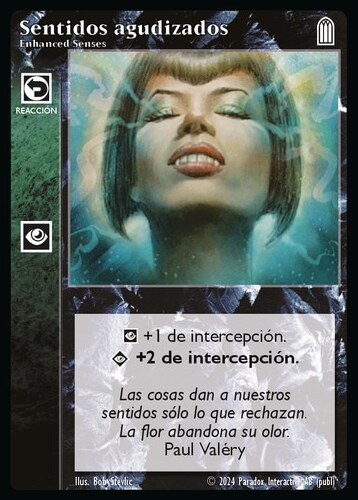 Sentidos agudizados
Enhanced Senses
REACCIÓN
+1 de intercepción.
+2 de intercepción.
Las cosas dan a nuestros
sentidos sólo lo que rechazan.
La flor abandona su olor.
Paul Valéry
Ilus. Bob Stevlic
© 2024 Paradox Interactive AB (publ)